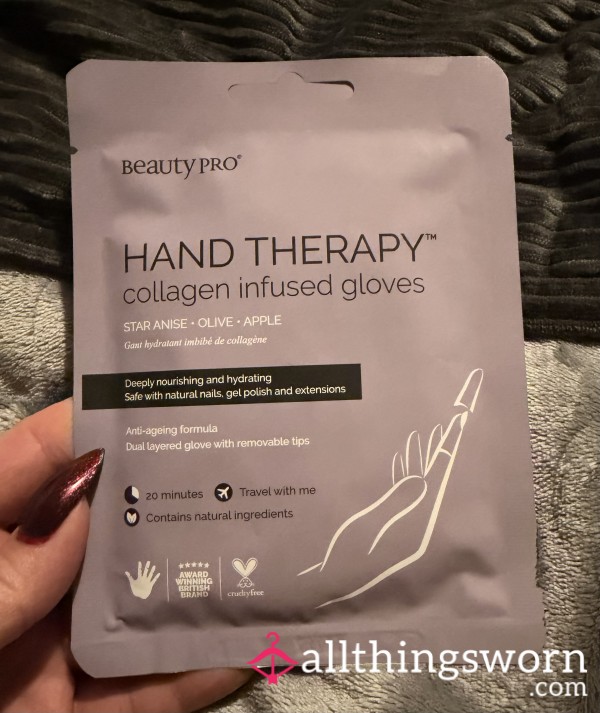 Beauty PRO®
HAND THERAPY™
collagen infused gloves
STAR ANISE • OLIVE • APPLE
Gant hydratant imbibé de collagène
Deeply nourishing and hydrating
Safe with natural nails, gel polish and extensions
Anti-ageing formula
Dual layered glove with removable tips
20 minutes Travel with me
Contains natural ingredients
AWARD
WINNING
BRITISH
BRAND
crueltyfree
allthingsworn
.com